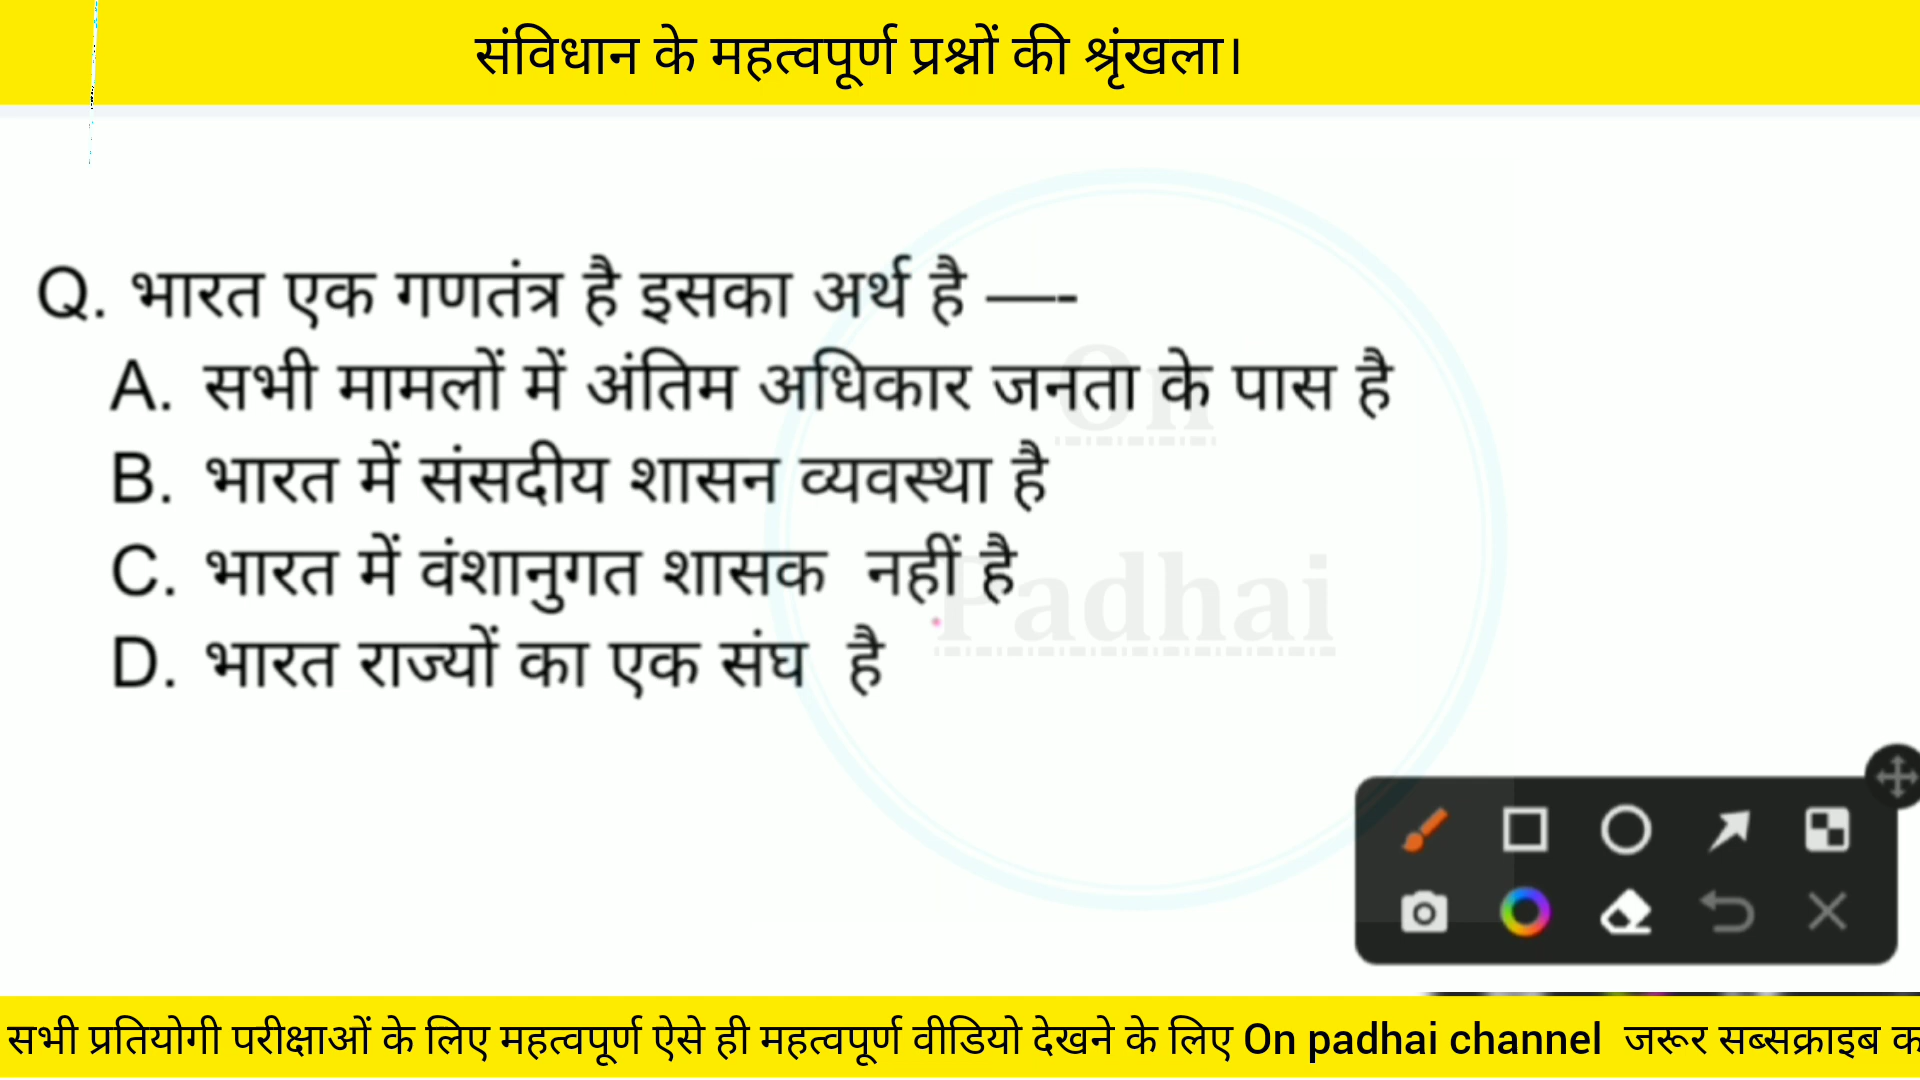 संविधान के महत्वपूर्ण प्रश्नों की श्रृंखला।
Q. भारत एक गणतंत्र है इसका अर्थ है —-
A. सभी मामलों में अंतिम अधिकार जनता के पास है
B. भारत में संसदीय शासन व्यवस्था है
C. भारत में वंशानुगत शासक नहीं है
D. भारत राज्यों का एक संघ है
On
Padhai
सभी प्रतियोगी परीक्षाओं के लिए महत्वपूर्ण ऐसे ही महत्वपूर्ण वीडियो देखने के लिए On padhai channel जरूर सब्सक्राइब